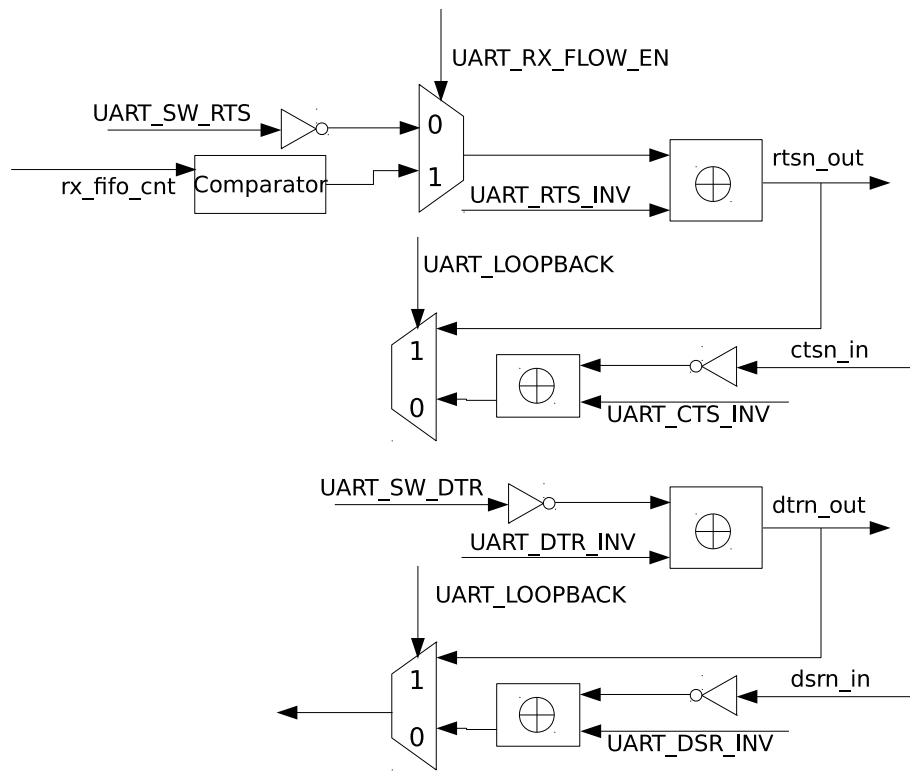 UART_RX_FLOW_EN
UART_SW_RTS
0
rtsn_out
rx_fifo_cnt
Comparator
1
UART_RTS_INV
UART_LOOPBACK
1
ctsn_in
0
UART_CTS_INV
UART_SW_DTR
dtrn_out
UART_DTR_INV
UART_LOOPBACK
1
dsrn_in
0
UART_DSR_INV